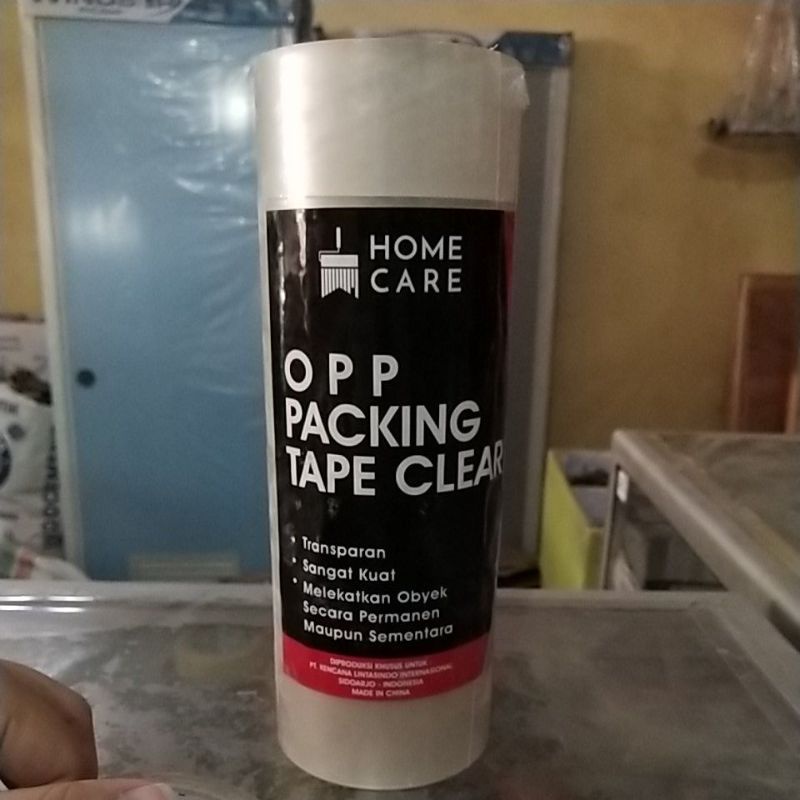 HOME
CARE
OPP
PACKING
TAPE CLEAR
• Transparan
• Sangat Kuat
• Melekatkan Obyek
Secara Permanen
Maupun Sementara
DIPRODUKSI KHUSUS UNTUK
PT. KENCANA LINTASINDO INTERNASIONAL
SIDOARJO - INDONESIA
MADE IN CHINA